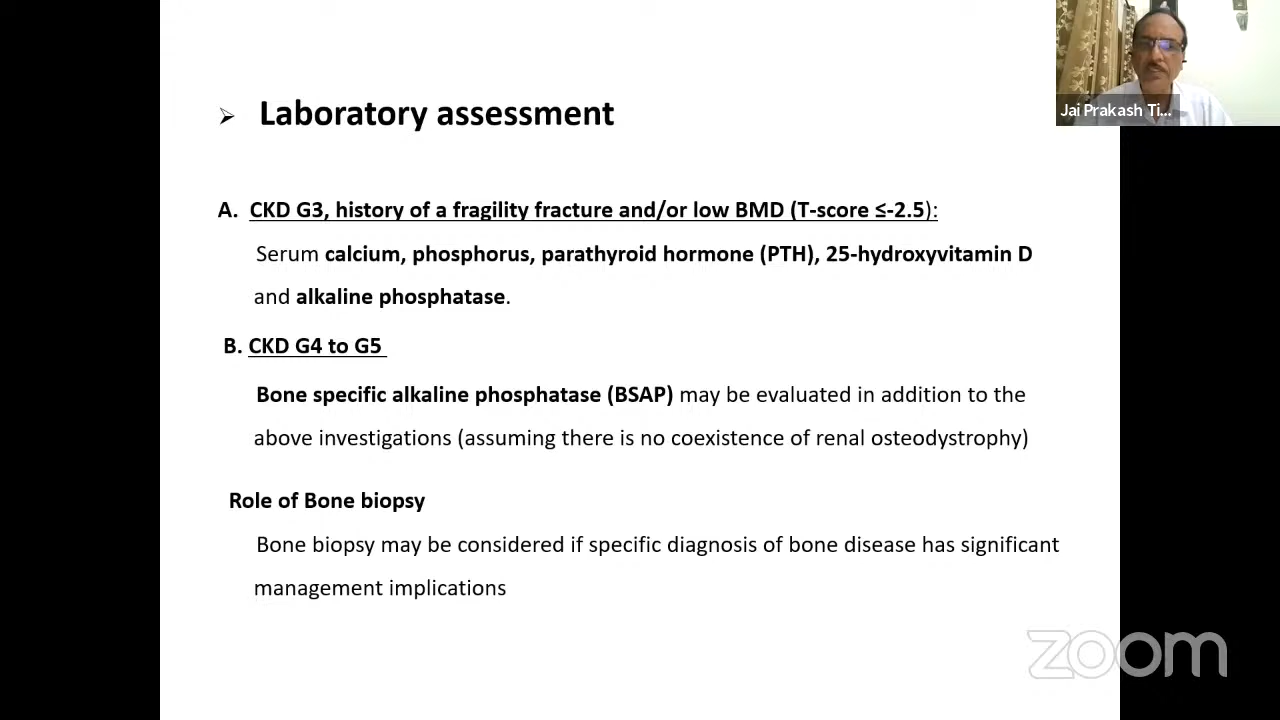 Laboratory assessment
Jai Prakash Ti...
A. CKD G3, history of a fragility fracture and/or low BMD (T-score ≤-2.5):
Serum calcium, phosphorus, parathyroid hormone (PTH), 25-hydroxyvitamin D
and alkaline phosphatase.
B. CKD G4 to G5
Bone specific alkaline phosphatase (BSAP) may be evaluated in addition to the
above investigations (assuming there is no coexistence of renal osteodystrophy)
Role of Bone biopsy
Bone biopsy may be considered if specific diagnosis of bone disease has significant
management implications
zoom